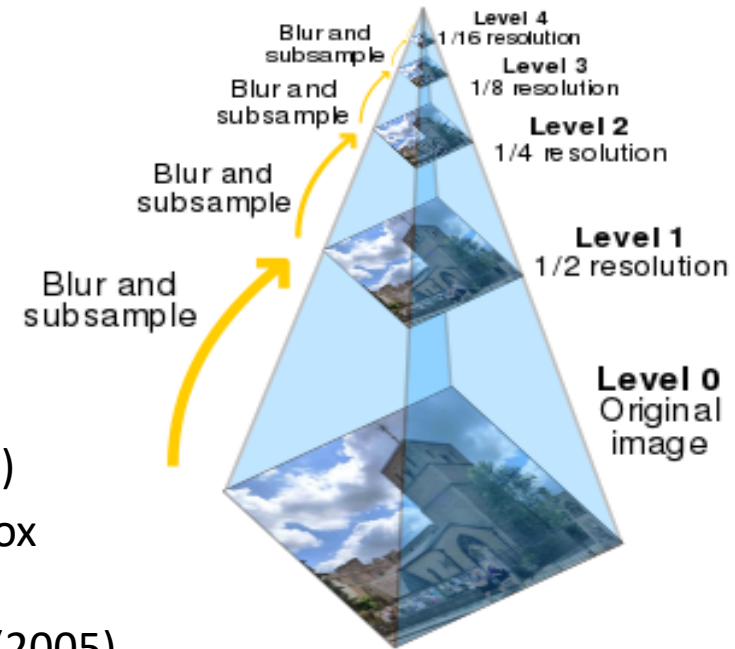 Level 4
1/16 resolution
Blur and
subsample
Level 3
1/8 resolution
Blur and
subsample
Level 2
1/4 resolution
Blur and
subsample
Level 1
1/2 resolution
Blur and
subsample
Level 0
Original
image
)
ox
(2005)